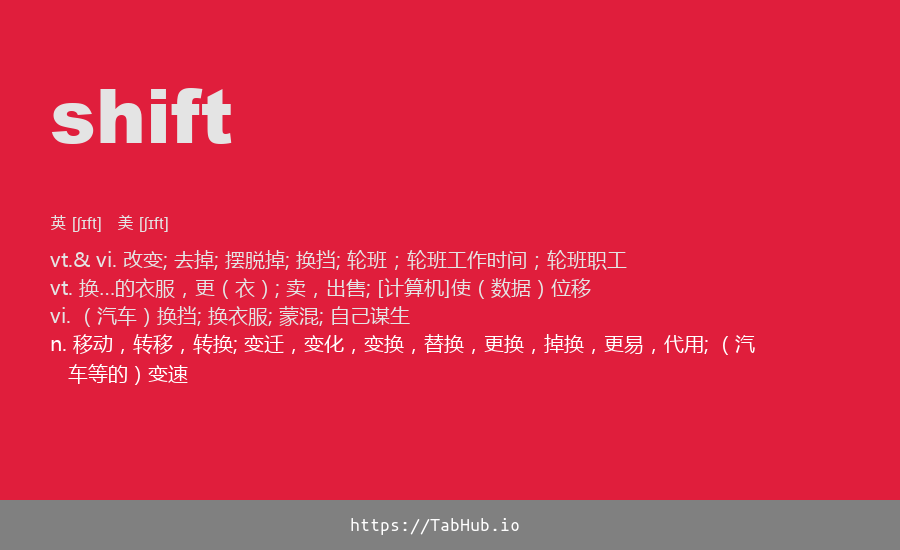 shift
英 [ʃɪft] 美 [ʃɪft]
vt.& vi. 改变; 去掉; 摆脱掉; 换挡; 轮班；轮班工作时间；轮班职工
vt. 换...的衣服，更（衣）; 卖，出售; [计算机]使（数据）位移
vi. （汽车）换挡; 换衣服; 蒙混; 自己谋生
n. 移动，转移，转换; 变迁，变化，变换，替换，更换，掉换，更易，代用; （汽
车等的）变速
https://TabHub.io